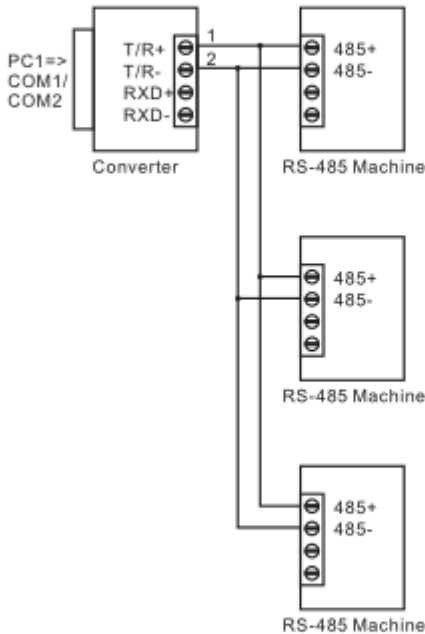 PC1=>
COM1/
COM2
T/R+
T/R-
RXD+
RXD-
1
2
Converter
485+
485-
RS-485 Machine
485+
485-
RS-485 Machine
485+
485-
RS-485 Machine